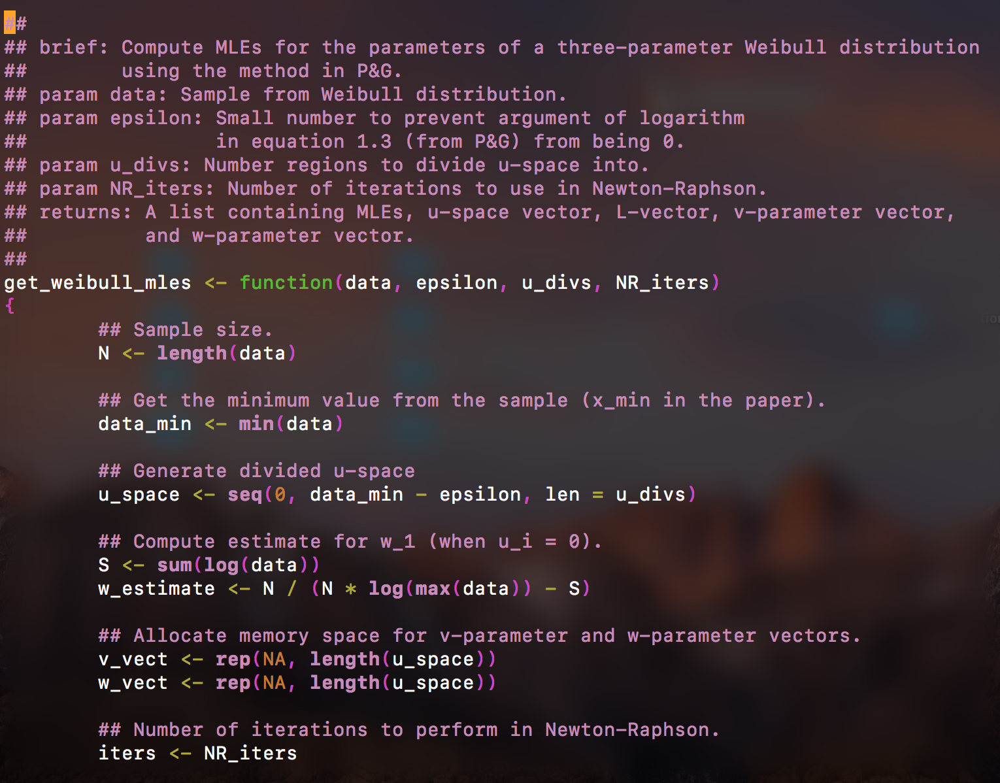 ##
## brief: Compute MLEs for the parameters of a three-parameter Weibull distribution
##        using the method in P&G.
## param data: Sample from Weibull distribution.
## param epsilon: Small number to prevent argument of logarithm
##                in equation 1.3 (from P&G) from being 0.
## param u_divs: Number regions to divide u-space into.
## param NR_iters: Number of iterations to use in Newton-Raphson.
## returns: A list containing MLEs, u-space vector, L-vector, v-parameter vector,
##          and w-parameter vector.
##
get_weibull_mles <- function(data, epsilon, u_divs, NR_iters)
{
        ## Sample size.
        N <- length(data)

        ## Get the minimum value from the sample (x_min in the paper).
        data_min <- min(data)

        ## Generate divided u-space
        u_space <- seq(0, data_min - epsilon, len = u_divs)

        ## Compute estimate for w_1 (when u_i = 0).
        S <- sum(log(data))
        w_estimate <- N / (N * log(max(data)) - S)

        ## Allocate memory space for v-parameter and w-parameter vectors.
        v_vect <- rep(NA, length(u_space))
        w_vect <- rep(NA, length(u_space))

        ## Number of iterations to perform in Newton-Raphson.
        iters <- NR_iters